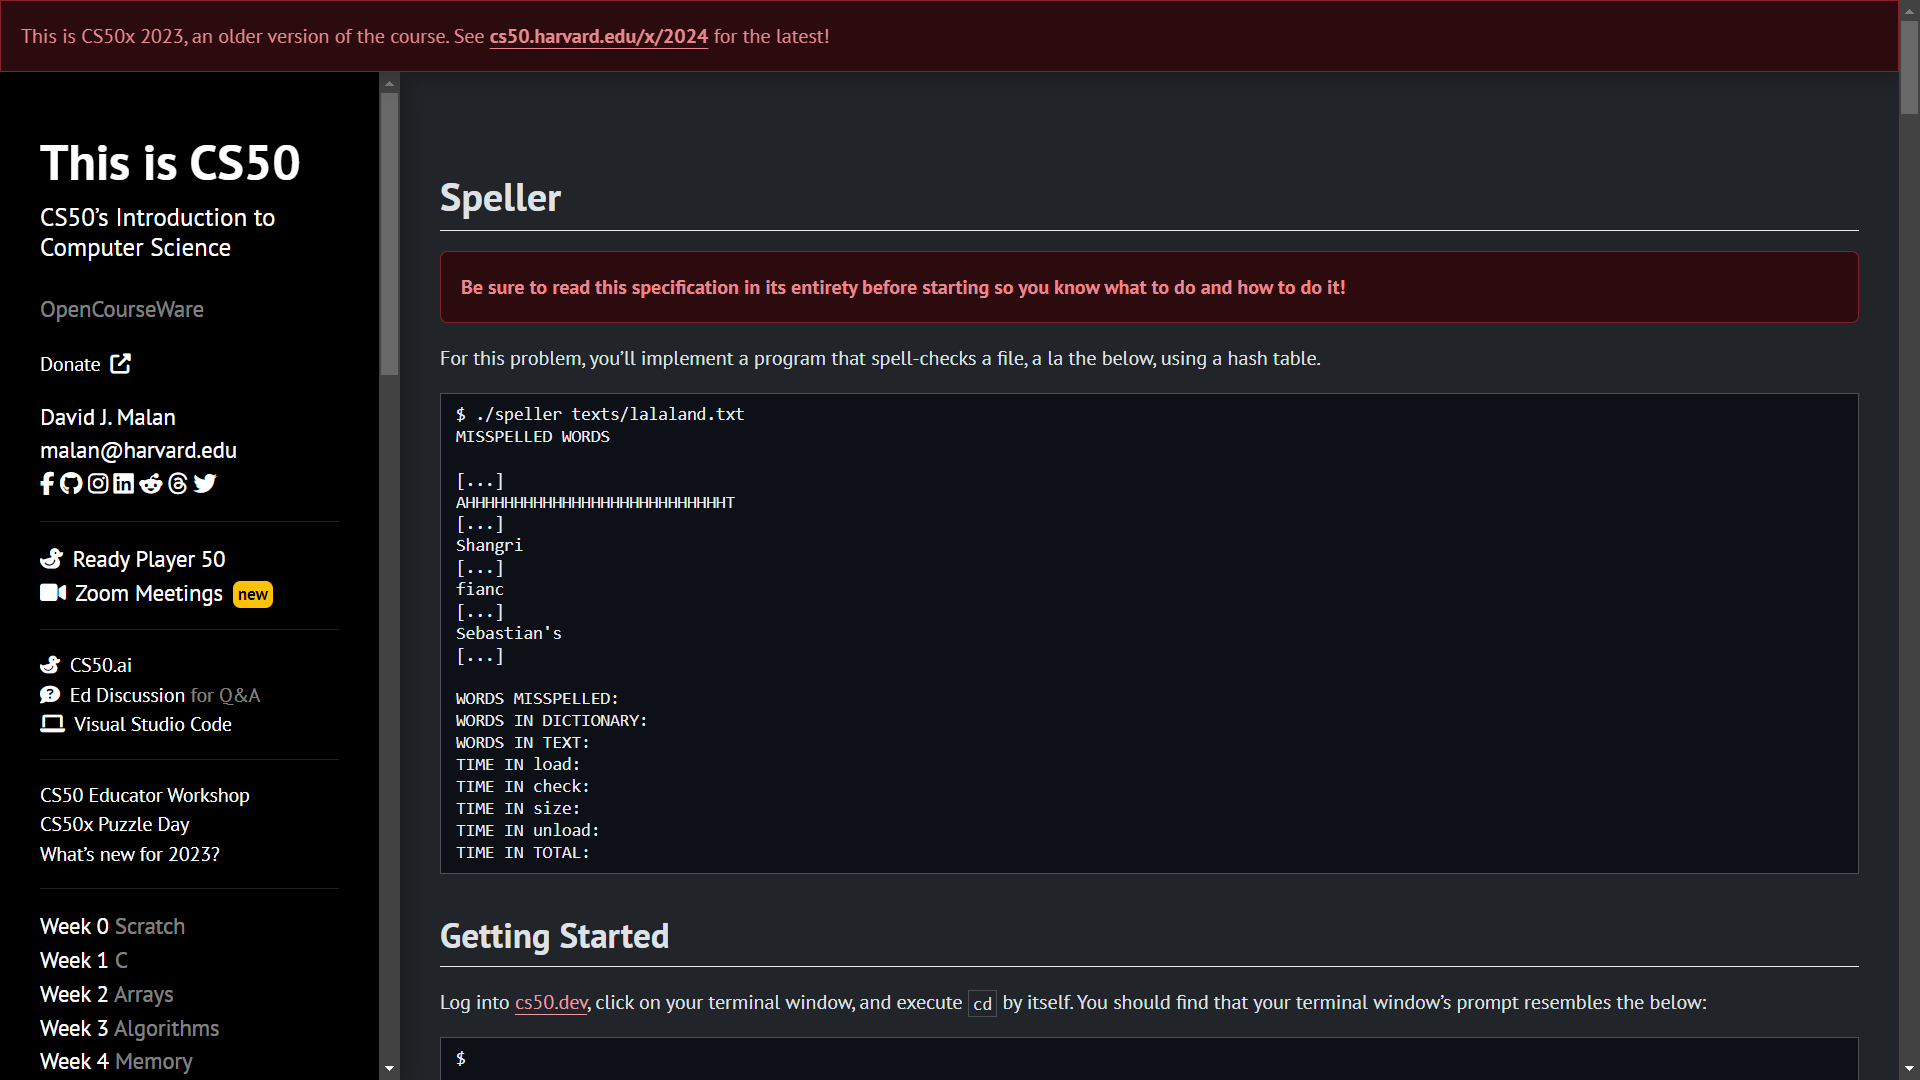 This is CS50x 2023, an older version of the course. See cs50.harvard.edu/x/2024 for the latest!
This is CS50
CS50’s Introduction to
Computer Science
OpenCourseWare
Donate
David J. Malan
malan@harvard.edu
Ready Player 50
Zoom Meetings new
CS50.ai
Ed Discussion for Q&A
Visual Studio Code
CS50 Educator Workshop
CS50x Puzzle Day
What’s new for 2023?
Week 0 Scratch
Week 1 C
Week 2 Arrays
Week 3 Algorithms
Week 4 Memory
Speller
Be sure to read this specification in its entirety before starting so you know what to do and how to do it!
For this problem, you’ll implement a program that spell-checks a file, a la the below, using a hash table.
$ ./speller texts/lalaland.txt
MISSPELLED WORDS
[...]
AHHHHHHHHHHHHHHHHHHHHHHHHHHHT
[...]
Shangri
[...]
fianc
[...]
Sebastian's
[...]
WORDS MISSPELLED:
WORDS IN DICTIONARY:
WORDS IN TEXT:
TIME IN load:
TIME IN check:
TIME IN size:
TIME IN unload:
TIME IN TOTAL:
Getting Started
Log into cs50.dev, click on your terminal window, and execute cd by itself. You should find that your terminal window’s prompt resembles the below:
$